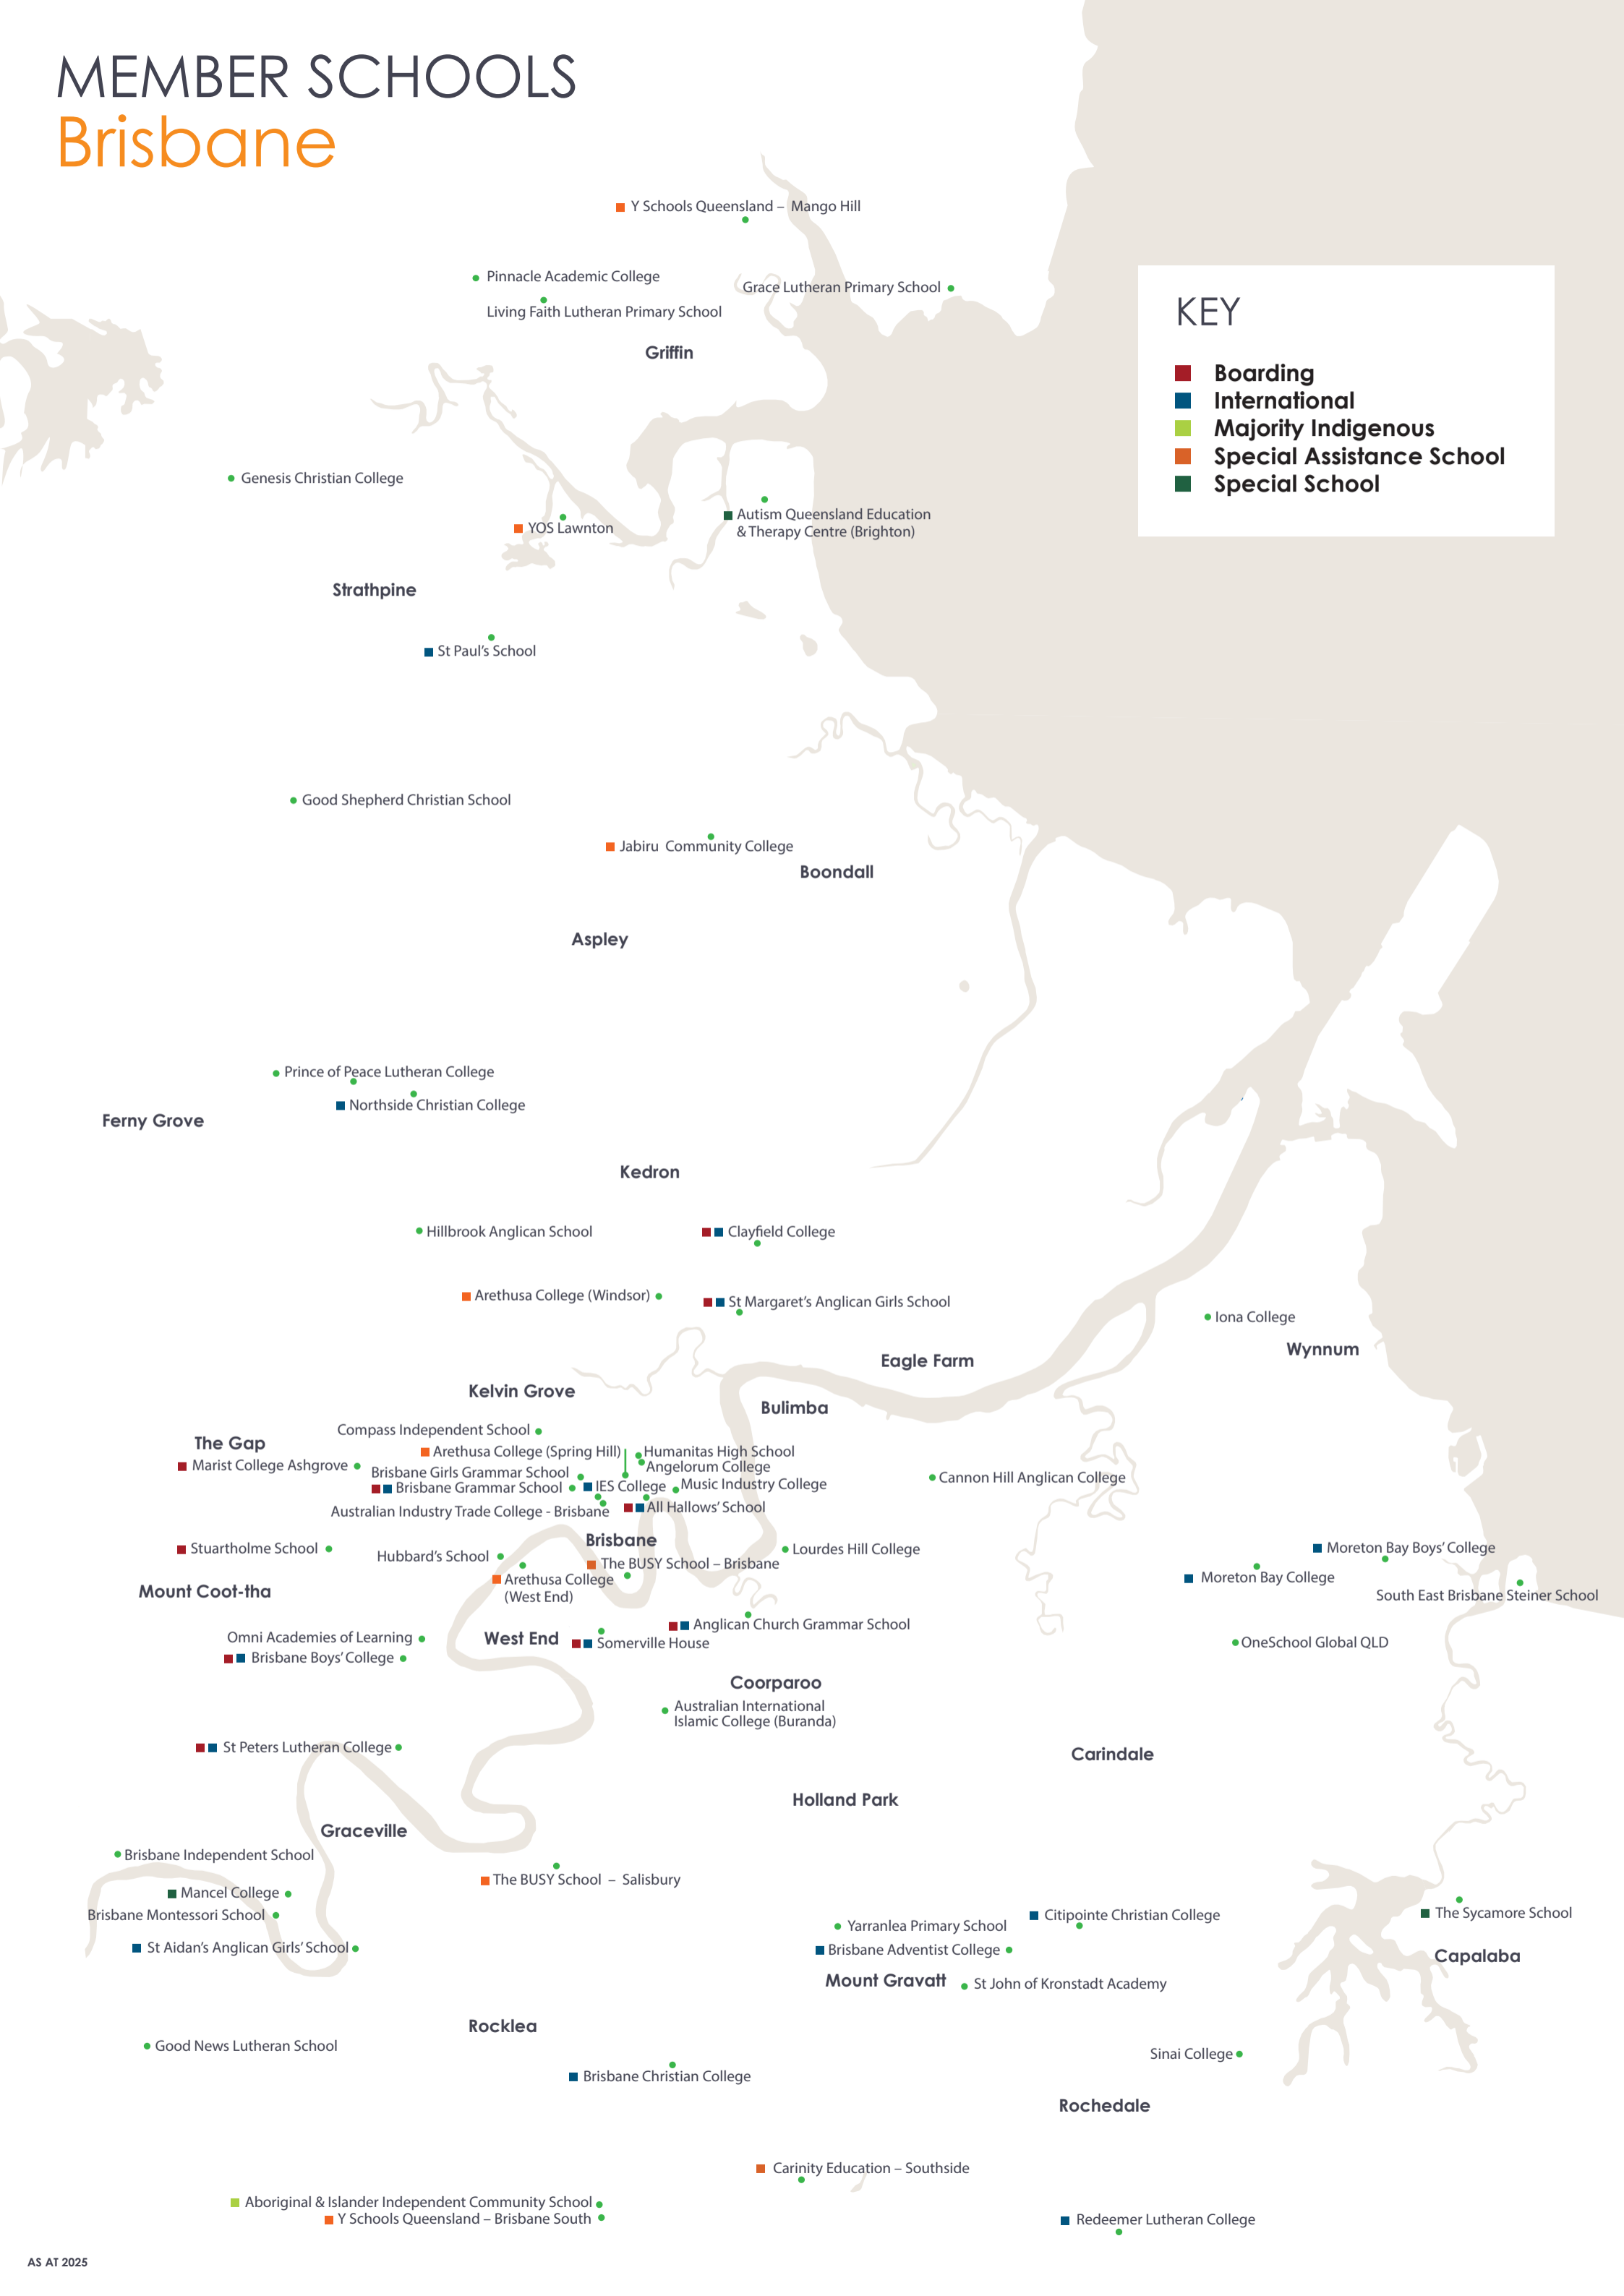 MEMBER SCHOOLS
Brisbane
Y Schools Queensland – Mango Hill
Pinnacle Academic College
Grace Lutheran Primary School
Living Faith Lutheran Primary School
Griffin
KEY
Boarding
International
Majority Indigenous
Special Assistance School
Special School
Genesis Christian College
YOS Lawnton
Autism Queensland Education
& Therapy Centre (Brighton)
Strathpine
St Paul's School
Good Shepherd Christian School
Jabiru Community College
Boondall
Aspley
Prince of Peace Lutheran College
Northside Christian College
Ferny Grove
Kedron
Hillbrook Anglican School
Clayfield College
Arethusa College (Windsor)
St Margaret's Anglican Girls School
Iona College
Wynnum
Eagle Farm
Kelvin Grove
Bulimba
Compass Independent School
The Gap
Arethusa College (Spring Hill)
Humanitas High School
Marist College Ashgrove
Angelorum College
Brisbane Girls Grammar School
Cannon Hill Anglican College
Brisbane Grammar School
IES College
Music Industry College
Australian Industry Trade College - Brisbane
All Hallows' School
Brisbane
Stuartholme School
Hubbard's School
Lourdes Hill College
Moreton Bay Boys' College
The BUSY School – Brisbane
Arethusa College
(West End)
Moreton Bay College
Mount Coot-tha
South East Brisbane Steiner School
Anglican Church Grammar School
Omni Academies of Learning
West End
Somerville House
OneSchool Global QLD
Brisbane Boys' College
Coorparoo
Australian International
Islamic College (Buranda)
St Peters Lutheran College
Carindale
Holland Park
Graceville
Brisbane Independent School
The BUSY School – Salisbury
Mancel College
Brisbane Montessori School
Citipointe Christian College
The Sycamore School
Yarranlea Primary School
St Aidan's Anglican Girls' School
Brisbane Adventist College
Capalaba
Mount Gravatt
St John of Kronstadt Academy
Rocklea
Good News Lutheran School
Sinai College
Brisbane Christian College
Rochedale
Carinity Education – Southside
Aboriginal & Islander Independent Community School
Y Schools Queensland – Brisbane South
Redeemer Lutheran College
AS AT 2025